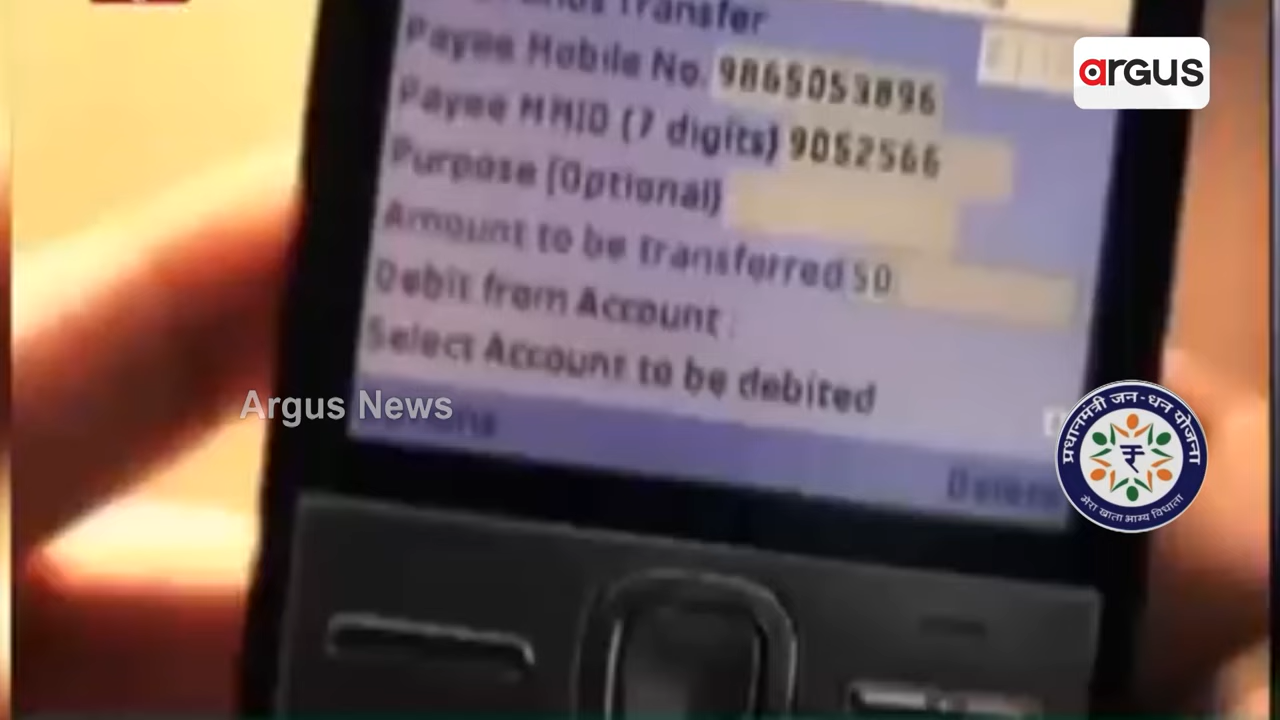 Transfer
argus
Payee Mobile No. 9865053896
Payee MMID (7 digits) 9052566
Purpose (Optional)
Amount to be transferred 50
Debit from Account :
Select Account to be debited
Argus News
प्रधानमंत्री जन-धन योजना
₹
मेरा खाता भाग्य विधाता